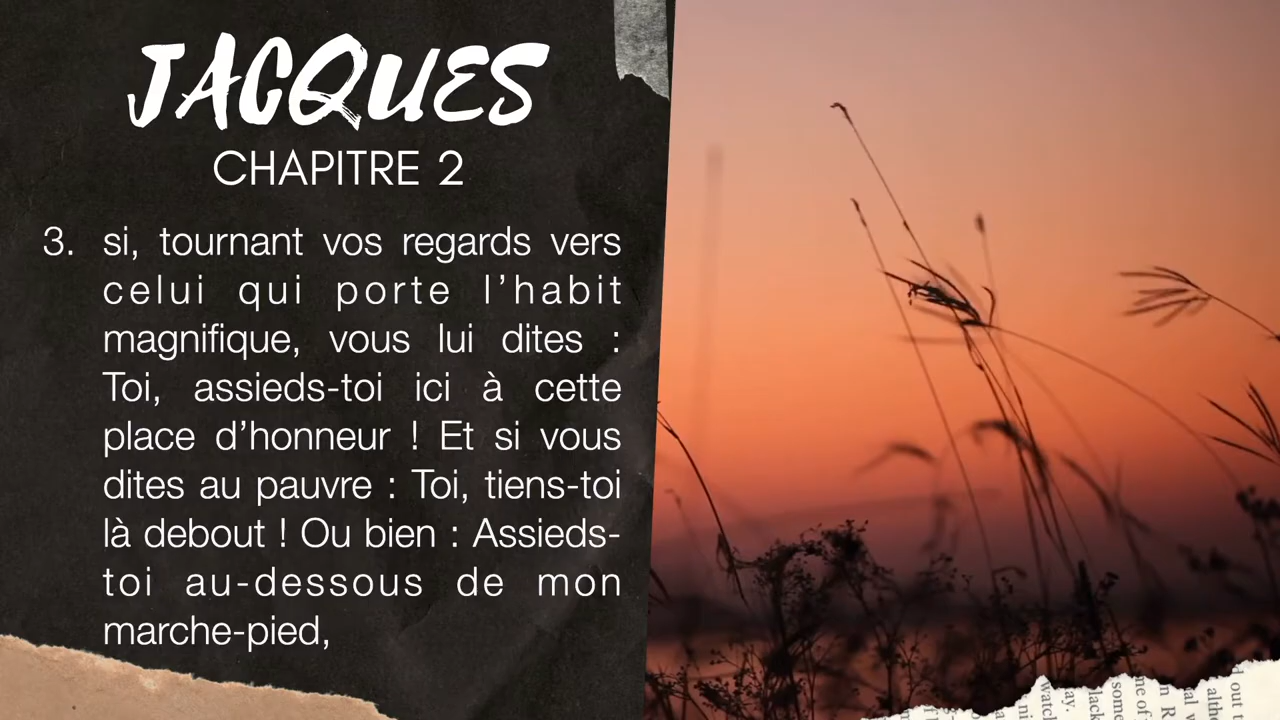 JACQUES
CHAPITRE 2
3. si, tournant vos regards vers
celui qui porte l’habit
magnifique, vous lui dites :
Toi, assieds-toi ici à cette
place d’honneur ! Et si vous
dites au pauvre : Toi, tiens-toi
là debout ! Ou bien : Assieds-
toi au-dessous de mon
marche-pied,